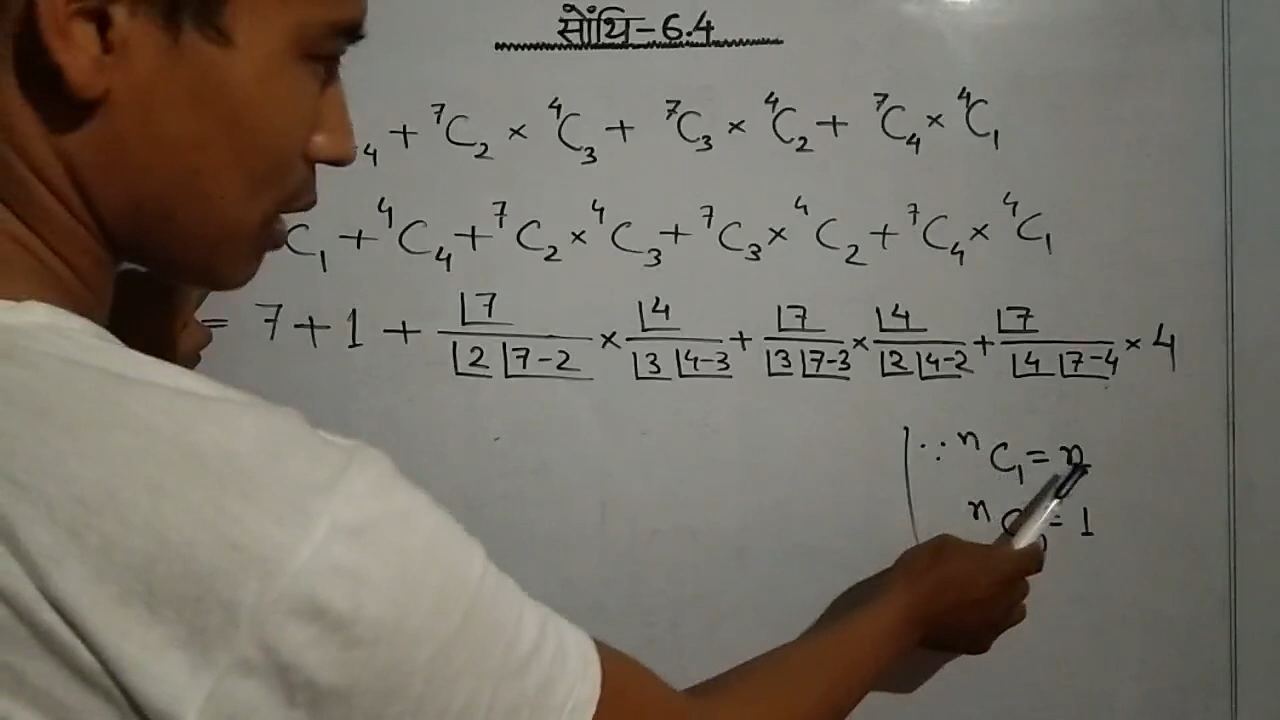 सोंथि-6.4
₄ + ⁷C₂ × ⁴C₃ + ⁷C₃ × ⁴C₂ + ⁷C₄ × ⁴C₁
C₁ + ⁴C₄ + ⁷C₂ × ⁴C₃ + ⁷C₃ × ⁴C₂ + ⁷C₄ × ⁴C₁
= 7 + 1 + |7 / |2 |7-2 × |4 / |3 |4-3 + |7 / |3 |7-3 × |4 / |2 |4-2 + |7 / |4 |7-4 × 4
∵ ⁿC₁ = n
ⁿC = 1